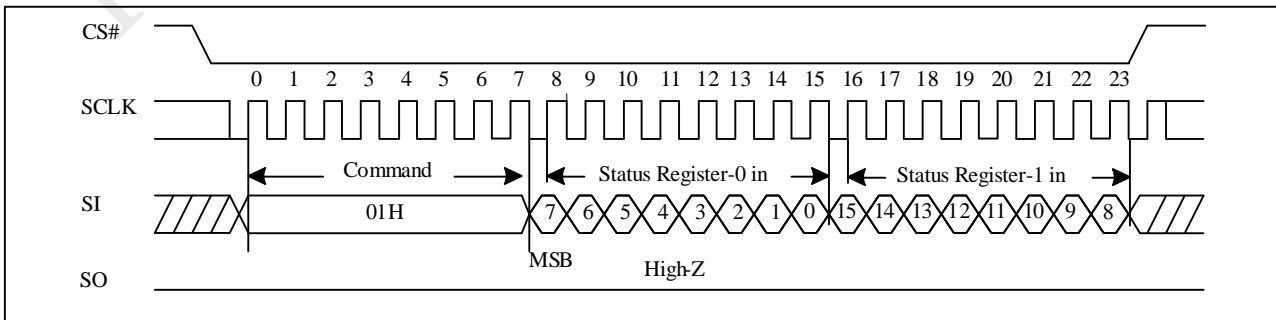 CS#
0 1 2 3 4 5 6 7 8 9 10 11 12 13 14 15 16 17 18 19 20 21 22 23
SCLK
Command Status Register-0 in Status Register-1 in
SI 01H 7 6 5 4 3 2 1 0 15 14 13 12 11 10 9 8
MSB High-Z
SO